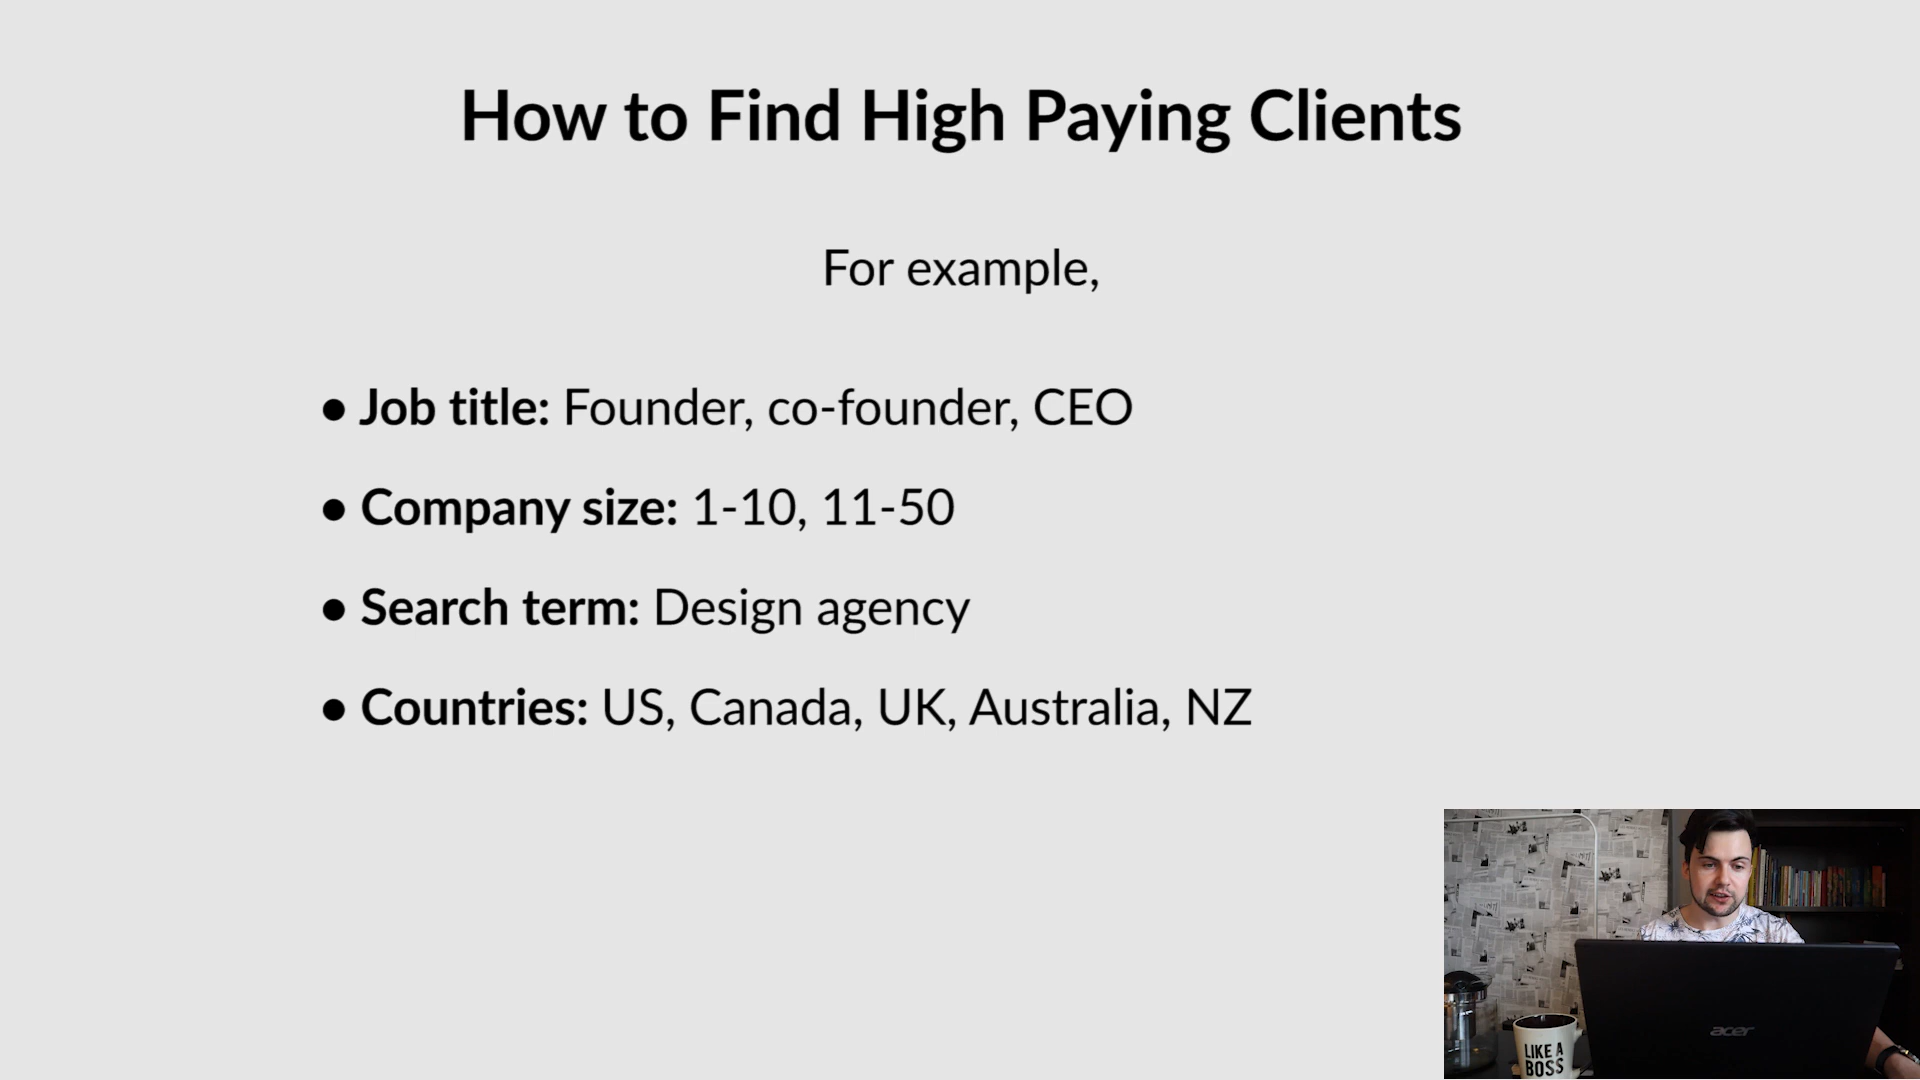 How to Find High Paying Clients
For example,
• Job title: Founder, co-founder, CEO
• Company size: 1-10, 11-50
• Search term: Design agency
• Countries: US, Canada, UK, Australia, NZ
acer
LIKE A
BOSS